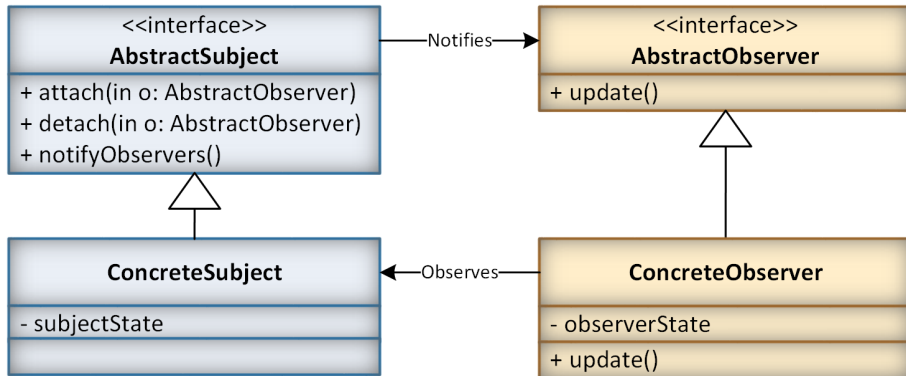 <<interface>>
AbstractSubject
+ attach(in o: AbstractObserver)
+ detach(in o: AbstractObserver)
+ notifyObservers()
Notifies
<<interface>>
AbstractObserver
+ update()
ConcreteSubject
- subjectState
Observes
ConcreteObserver
- observerState
+ update()